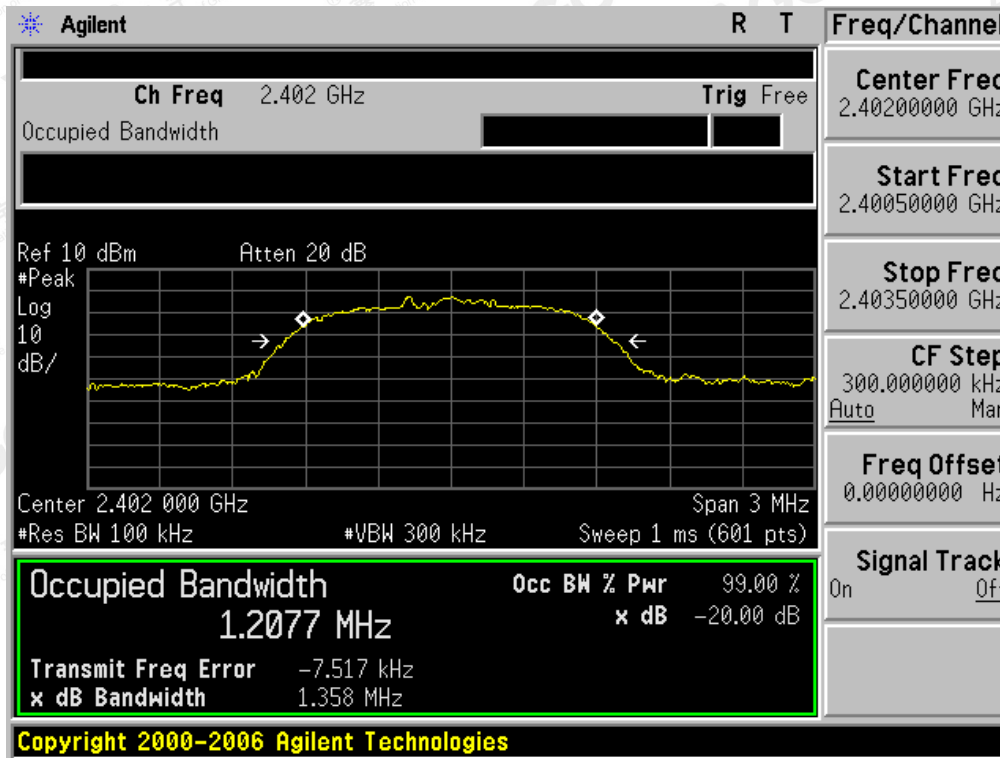 Agilent R T Freq/Channel
Ch Freq 2.402 GHz Trig Free
Occupied Bandwidth
Center Freq
2.40200000 GHz
Start Freq
2.40050000 GHz
Stop Freq
2.40350000 GHz
CF Step
300.000000 kHz
Auto Man
Freq Offset
0.00000000 Hz
Signal Track
On Off
Ref 10 dBm Atten 20 dB
#Peak
Log
10
dB/
Center 2.402 000 GHz Span 3 MHz
#Res BW 100 kHz #VBW 300 kHz Sweep 1 ms (601 pts)
Occupied Bandwidth
1.2077 MHz
Occ BW % Pwr 99.00 %
x dB -20.00 dB
Transmit Freq Error -7.517 kHz
x dB Bandwidth 1.358 MHz
Copyright 2000-2006 Agilent Technologies